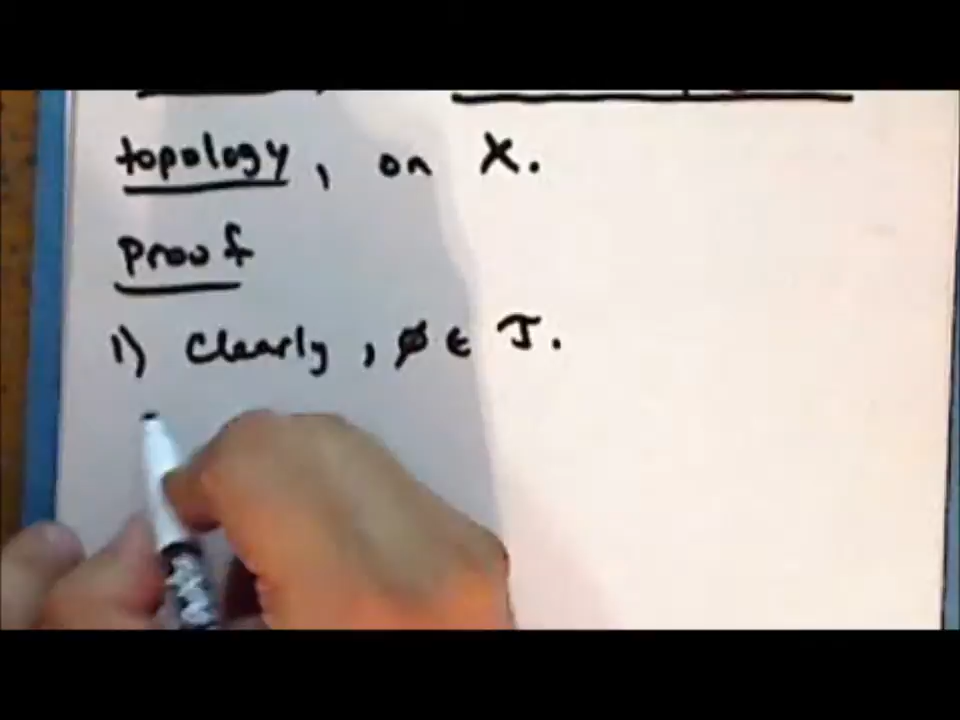 topology, on X.
Proof
1) Clearly, ∅ ∈ J.